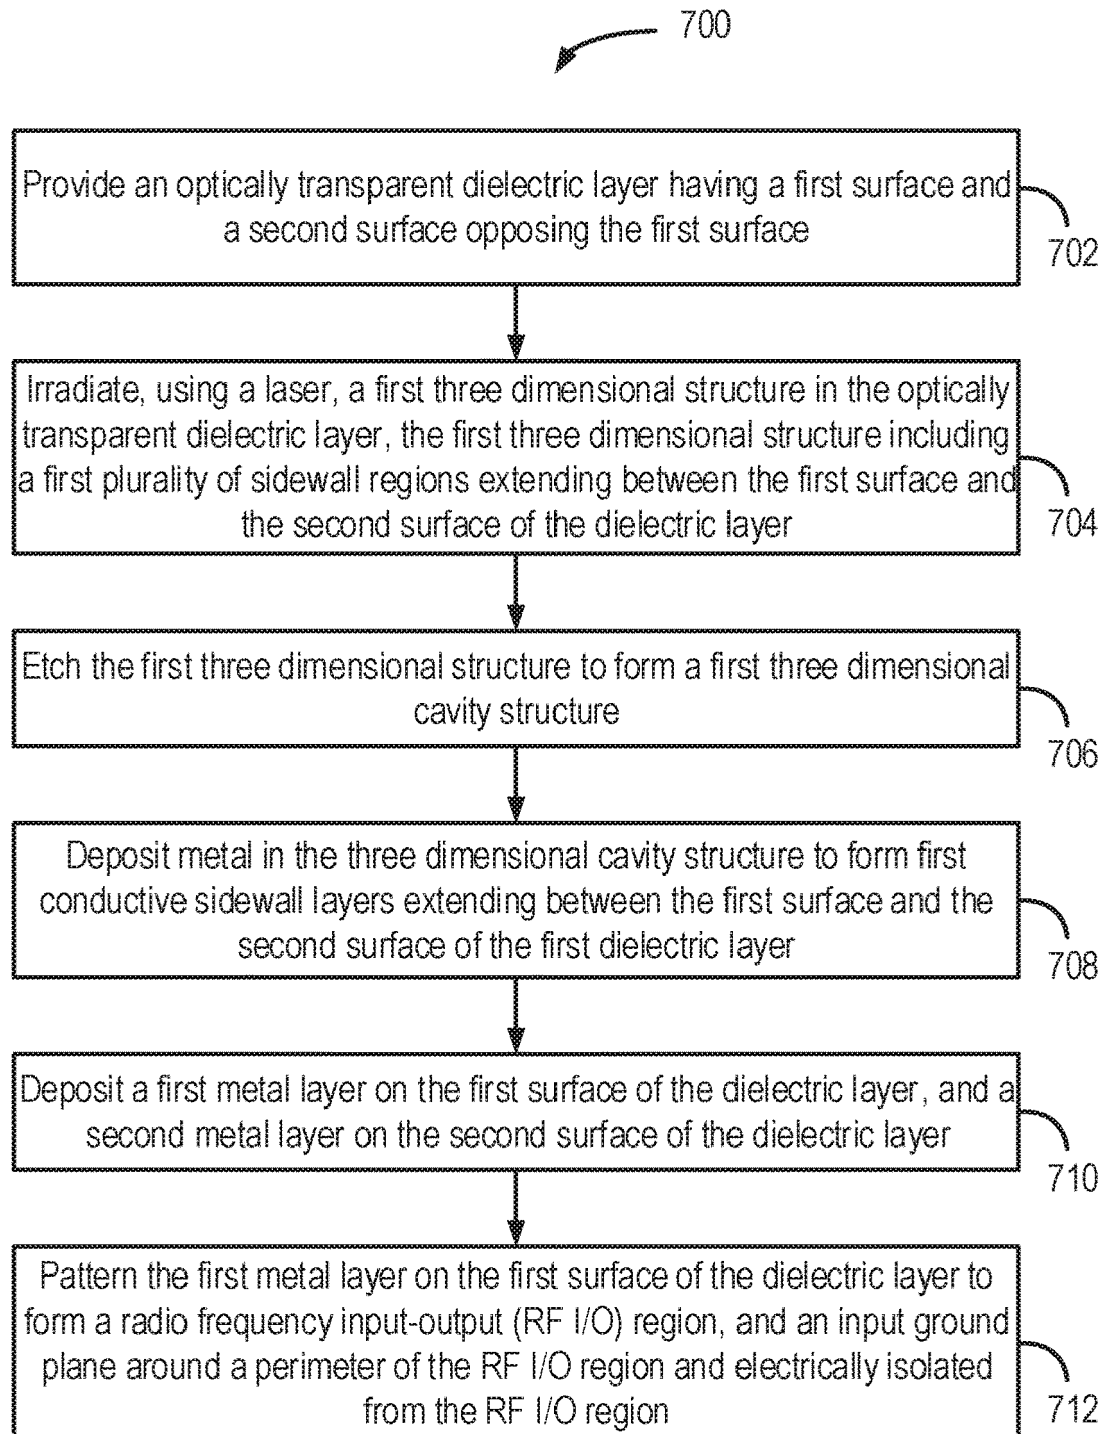 700
Provide an optically transparent dielectric layer having a first surface and
a second surface opposing the first surface
702
Irradiate, using a laser, a first three dimensional structure in the optically
transparent dielectric layer, the first three dimensional structure including
a first plurality of sidewall regions extending between the first surface and
the second surface of the dielectric layer
704
Etch the first three dimensional structure to form a first three dimensional
cavity structure
706
Deposit metal in the three dimensional cavity structure to form first
conductive sidewall layers extending between the first surface and the
second surface of the first dielectric layer
708
Deposit a first metal layer on the first surface of the dielectric layer, and a
second metal layer on the second surface of the dielectric layer
710
Pattern the first metal layer on the first surface of the dielectric layer to
form a radio frequency input-output (RF I/O) region, and an input ground
plane around a perimeter of the RF I/O region and electrically isolated
from the RF I/O region
712